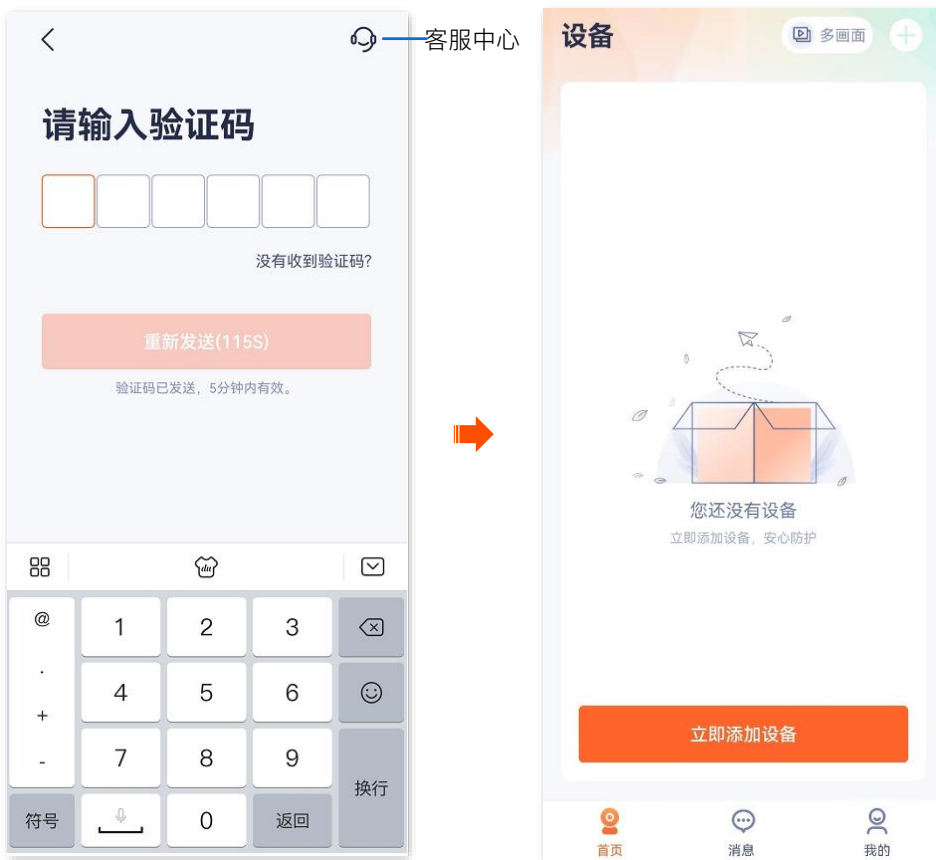 客服中心
请输入验证码
没有收到验证码?
重新发送(115S)
验证码已发送，5分钟内有效。
du
@
1
2
3
.
4
5
6
+
7
8
9
-
换行
符号
0
返回
设备
多画面
您还没有设备
立即添加设备，安心防护
立即添加设备
首页
消息
我的